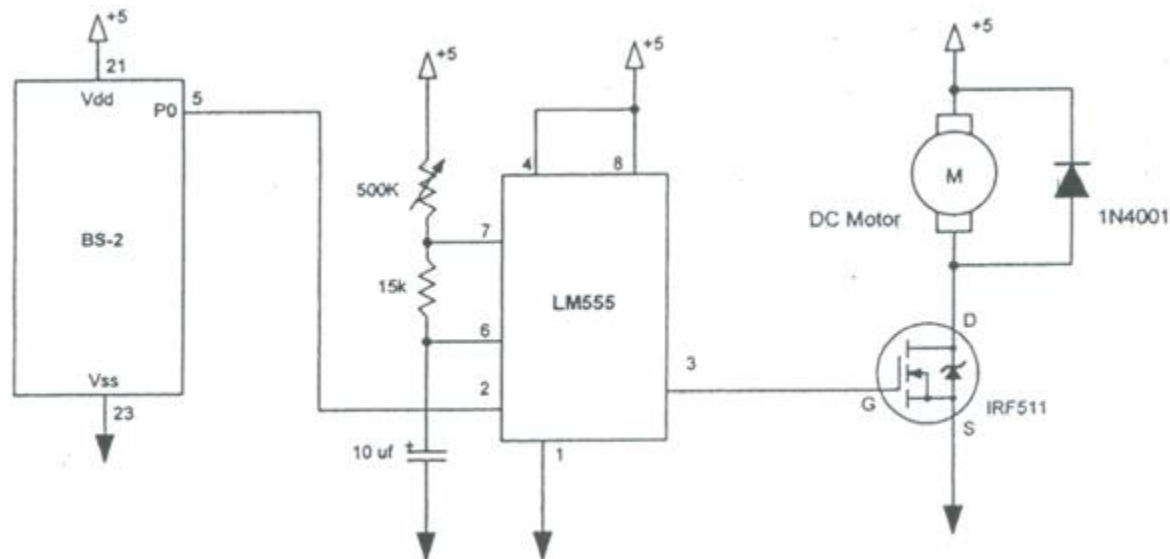 +5
21
Vdd
P0
5
BS-2
Vss
23
+5
500K
15k
10 uf
+
7
6
2
+5
4
8
LM555
3
1
+5
M
DC Motor
1N4001
D
G
S
IRF511